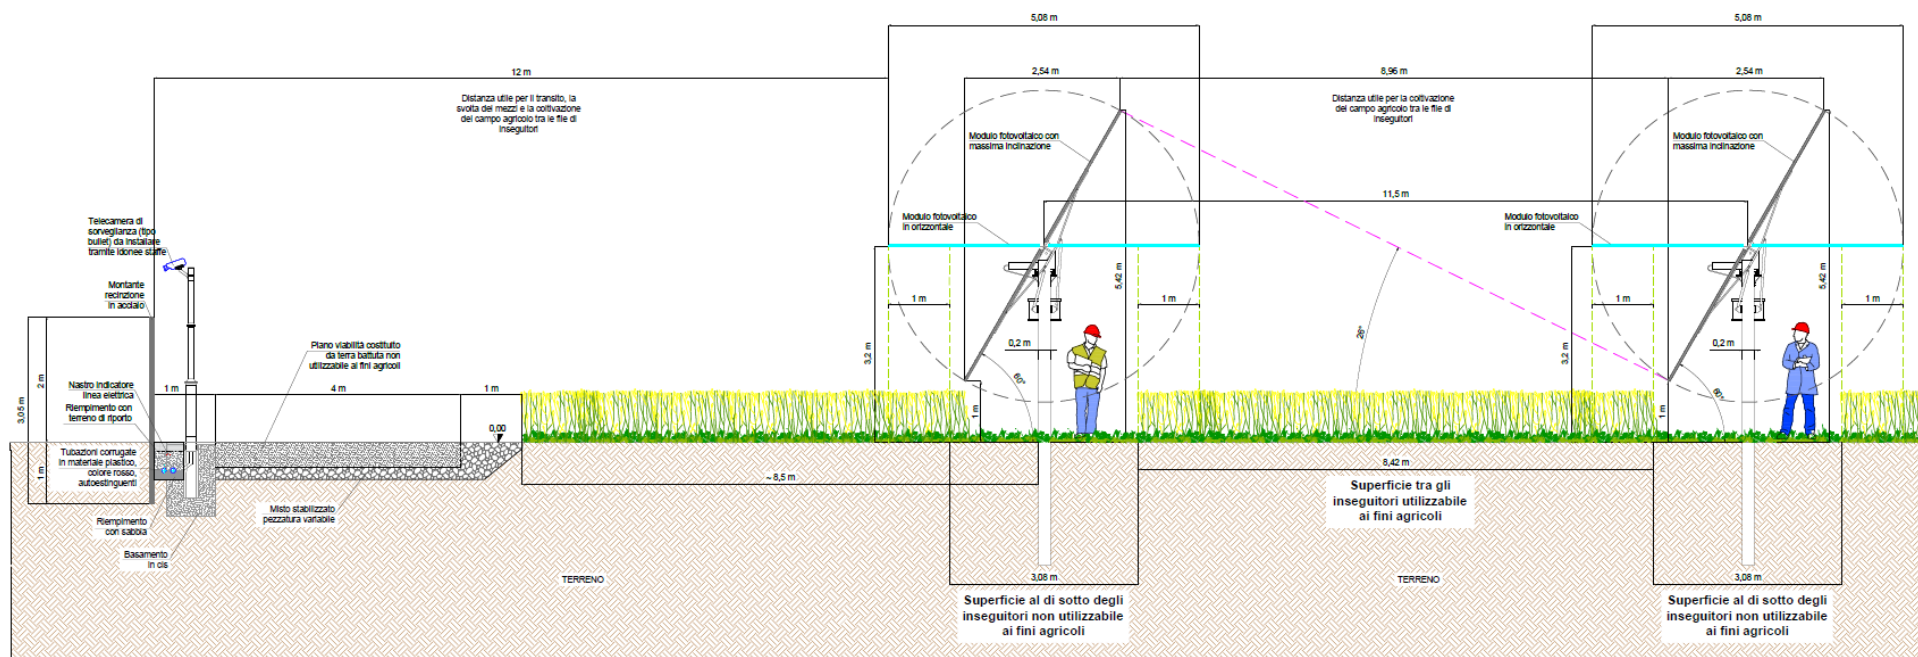 5,08 m
5,08 m
12 m
2,54 m
8,96 m
2,54 m
Distanza utile per il transito, la
svolta dei mezzi e la coltivazione
del campo agricolo tra le file di
inseguitori
Distanza utile per la coltivazione
del campo agricolo tra le file di
inseguitori
Modulo fotovoltaico con
massima inclinazione
Modulo fotovoltaico con
massima inclinazione
11,5 m
Modulo fotovoltaico
in orizzontale
Modulo fotovoltaico
in orizzontale
Telecamera di
sorveglianza (tipo
bullet) da installare
tramite idonee staffe
Montante
recinzione
in acciaio
5,42 m
5,42 m
1 m
1 m
1 m
1 m
26°
0,2 m
0,2 m
3,2 m
3,2 m
60°
60°
1 m
1 m
Plano viabilità costituito
da terra battuta non
utilizzabile ai fini agricoli
1 m
4 m
1 m
2 m
3,05 m
1 m
Nastro indicatore
linea elettrica
Riempimento con
terreno di riporto
0,00
Tubazioni corrugate
in materiale plastico,
colore rosso,
autoestinguenti
Riempimento
con sabbia
Misto stabilizzato
pezzatura variabile
Basamento
in cls
~ 8,5 m
8,42 m
Superficie tra gli
inseguitori utilizzabile
ai fini agricoli
TERRENO
TERRENO
3,08 m
3,08 m
Superficie al di sotto degli
inseguitori non utilizzabile
ai fini agricoli
Superficie al di sotto degli
inseguitori non utilizzabile
ai fini agricoli